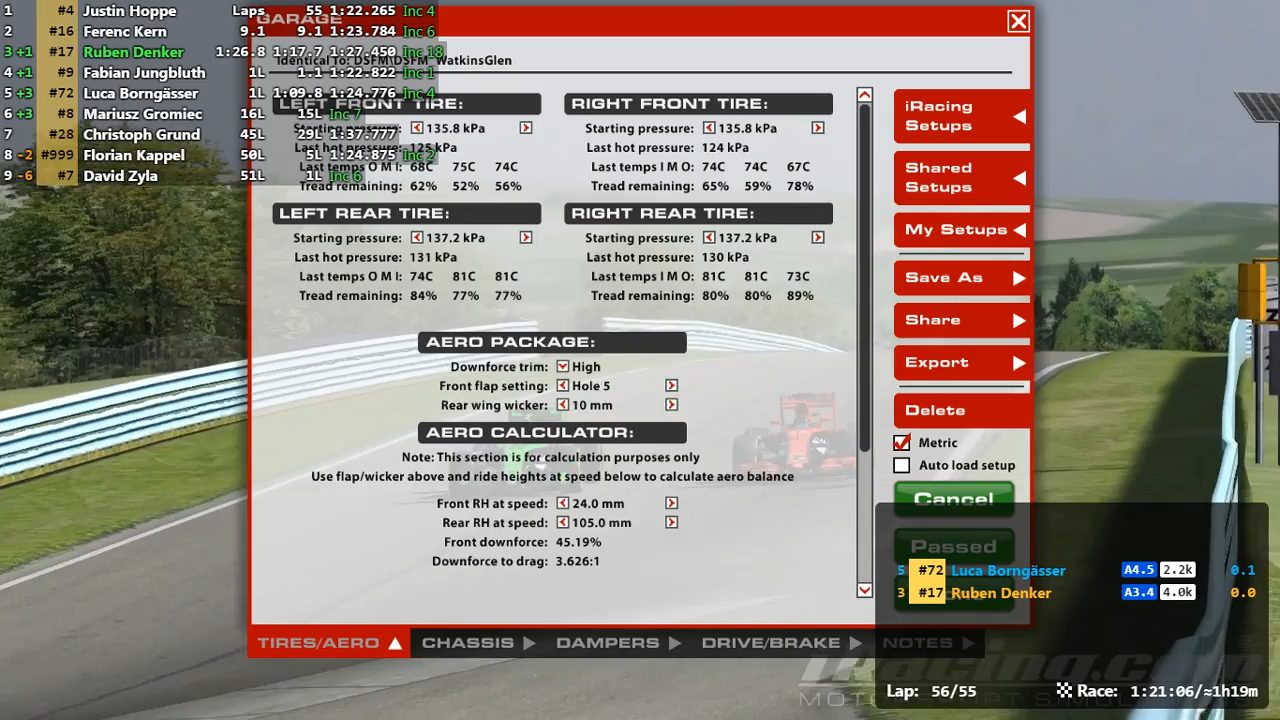 1 #4 Justin Hoppe Laps 55 1:22.265 Inc 4
2 #16 Ferenc Kern 9.1 9.1 1:23.784 Inc 6
3 +1 #17 Ruben Denker 1:26.8 1:17.7 1:27.450 Inc 18
4 +1 #9 Fabian Jungbluth 1L 1.1 1:22.822 Inc 1
5 +3 #72 Luca Borngässer 1L 1:09.8 1:24.776 Inc 4
6 +3 #8 Mariusz Gromiec 16L 15L Inc 7
7 #28 Christoph Grund 45L 29L 1:37.777
8 -2 #999 Florian Kappel 50L 5L 1:24.875 Inc 2
9 -6 #7 David Zyla 51L 1L Inc 6
GARAGE
Identical To: DSFM\DSFM_WatkinsGlen
LEFT FRONT TIRE:
Starting pressure: 135.8 kPa
Last hot pressure: 125 kPa
Last temps O M I: 68C 75C 74C
Tread remaining: 62% 52% 56%
RIGHT FRONT TIRE:
Starting pressure: 135.8 kPa
Last hot pressure: 124 kPa
Last temps I M O: 74C 74C 67C
Tread remaining: 65% 59% 78%
LEFT REAR TIRE:
Starting pressure: 137.2 kPa
Last hot pressure: 131 kPa
Last temps O M I: 74C 81C 81C
Tread remaining: 84% 77% 77%
RIGHT REAR TIRE:
Starting pressure: 137.2 kPa
Last hot pressure: 130 kPa
Last temps I M O: 81C 81C 73C
Tread remaining: 80% 80% 89%
AERO PACKAGE:
Downforce trim: High
Front flap setting: Hole 5
Rear wing wicker: 10 mm
AERO CALCULATOR:
Note: This section is for calculation purposes only
Use flap/wicker above and ride heights at speed below to calculate aero balance
Front RH at speed: 24.0 mm
Rear RH at speed: 105.0 mm
Front downforce: 45.19%
Downforce to drag: 3.626:1
iRacing
Setups
Shared
Setups
My Setups
Save As
Share
Export
Delete
Metric
Auto load setup
Cancel
Passed
5 #72 Luca Borngässer A4.5 2.2k 0.1
3 #17 Ruben Denker A3.4 4.0k 0.0
TIRES/AERO CHASSIS DAMPERS DRIVE/BRAKE NOTES
iRacing.com
Lap: 56/55 Race: 1:21:06/≈1h19m